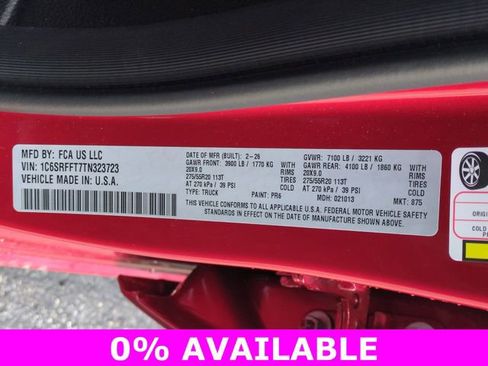 MFD BY: FCA US LLC
VIN: 1C6SRFFT7TN323723
VEHICLE MADE IN: U.S.A.
DATE OF MFR (BUILT): 2-26
GAWR FRONT: 3900 LB / 1770 KG
20X9.0 RIMS
275/55R20 113T TIRES
AT 270 kPa / 39 PSI COLD
TYPE: TRUCK PAINT: PR6
GVWR: 7100 LB / 3221 KG
GAWR REAR: 4100 LB / 1860 KG
20X9.0 RIMS
275/55R20 113T TIRES
AT 270 kPa / 39 PSI COLD
MDH: 021013 MKT: 875
THIS VEHICLE CONFORMS TO ALL APPLICABLE U.S.A. FEDERAL MOTOR VEHICLE SAFETY
STANDARDS IN EFFECT ON THE DATE OF MANUFACTURE SHOWN ABOVE.
ORIGINAL
COLD
PRES
0% AVAILABLE